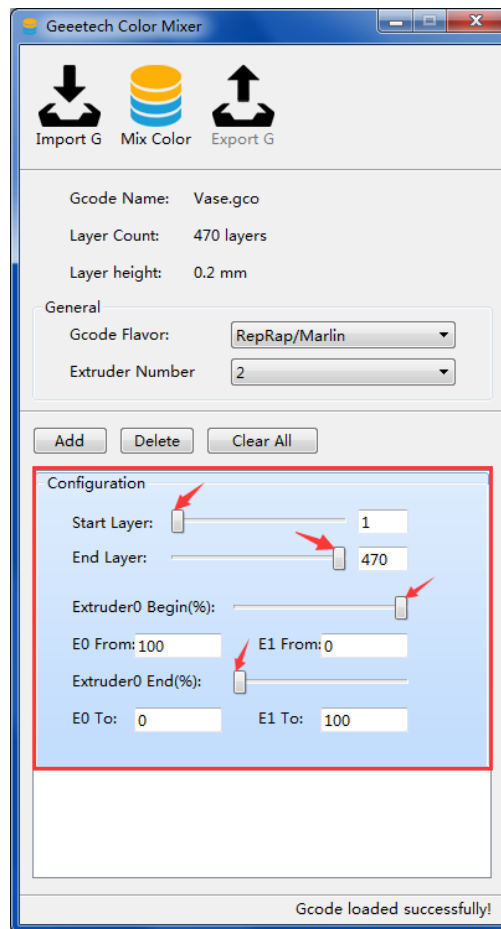 Geeetech Color Mixer
Import G Mix Color Export G
Gcode Name: Vase.gco
Layer Count: 470 layers
Layer height: 0.2 mm
General
Gcode Flavor: RepRap/Marlin
Extruder Number 2
Add Delete Clear All
Configuration
Start Layer: 1
End Layer: 470
Extruder0 Begin(%):
E0 From: 100 E1 From: 0
Extruder0 End(%):
E0 To: 0 E1 To: 100
Gcode loaded successfully!